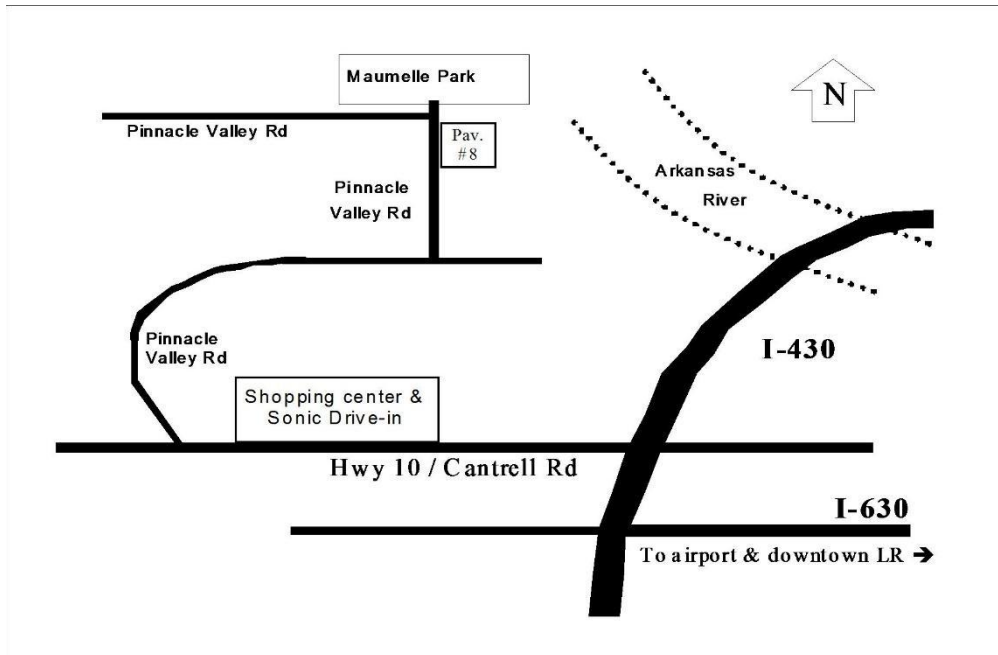 Maumelle Park
N
Pinnacle Valley Rd
Pav.
#8
Arkansas
River
Pinnacle
Valley Rd
Pinnacle
Valley Rd
I-430
Shopping center &
Sonic Drive-in
Hwy 10 / Cantrell Rd
I-630
To airport & downtown LR →